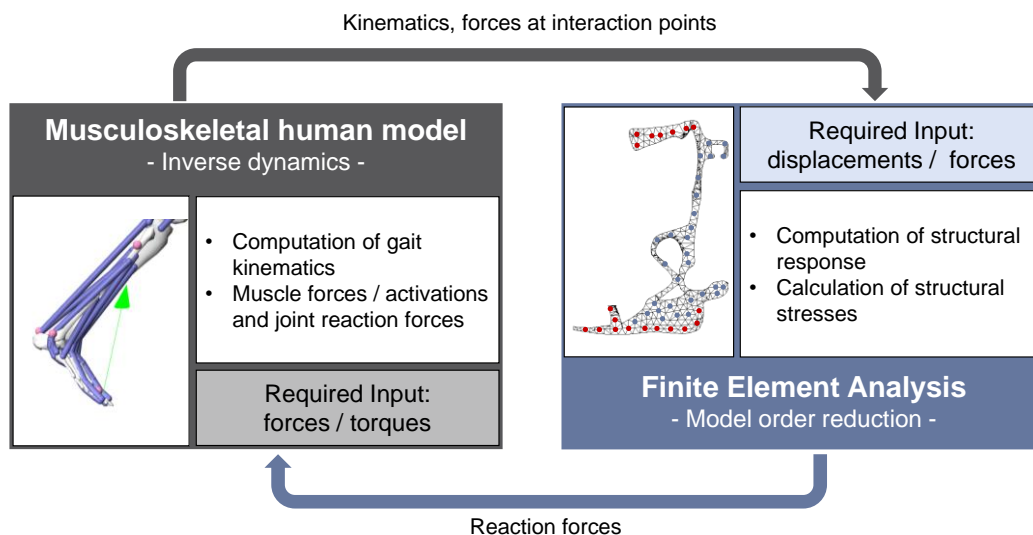 Kinematics, forces at interaction points
Musculoskeletal human model
- Inverse dynamics -
• Computation of gait
kinematics
• Muscle forces / activations
and joint reaction forces
Required Input:
forces / torques
Required Input:
displacements / forces
• Computation of structural
response
• Calculation of structural
stresses
Finite Element Analysis
- Model order reduction -
Reaction forces